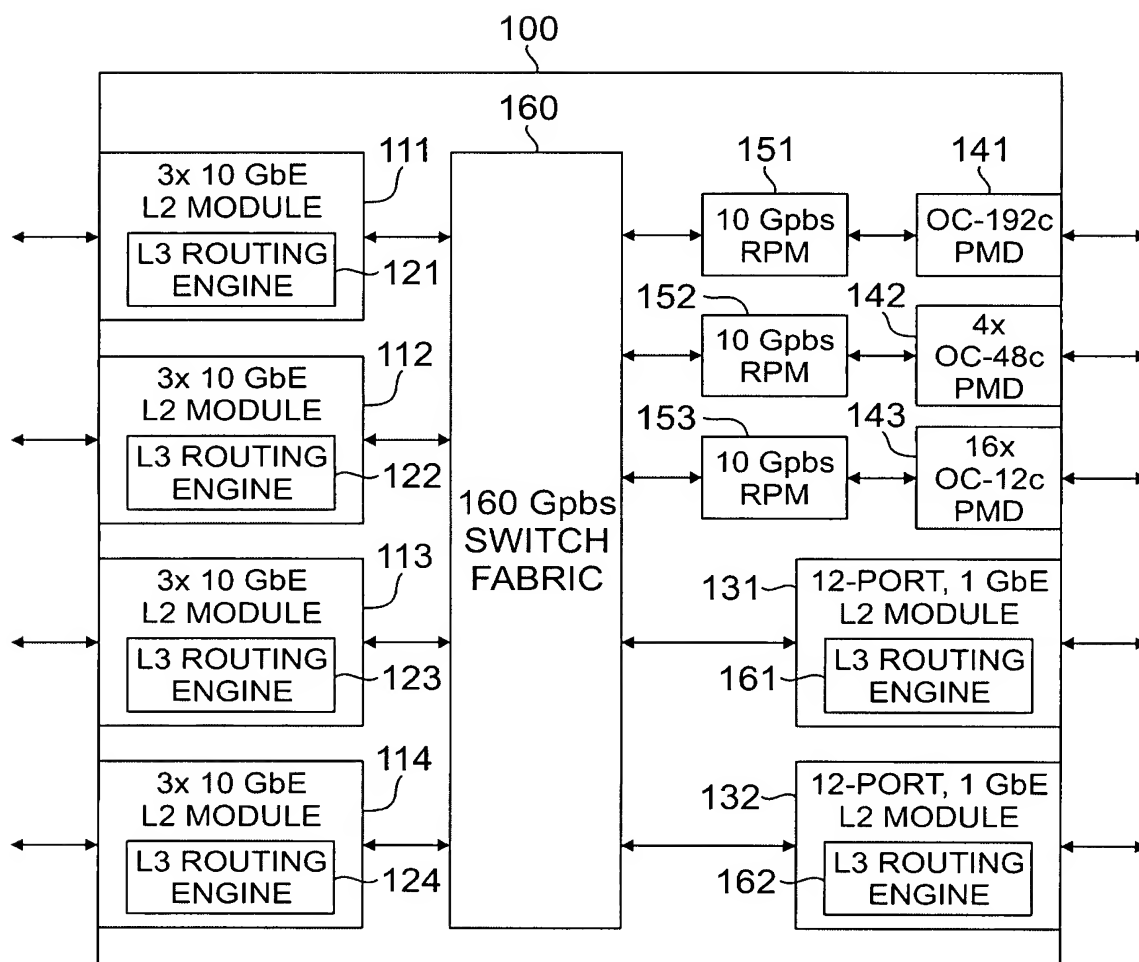 100
160
111
3x 10 GbE
L2 MODULE
L3 ROUTING
ENGINE
121
112
3x 10 GbE
L2 MODULE
L3 ROUTING
ENGINE
122
113
3x 10 GbE
L2 MODULE
L3 ROUTING
ENGINE
123
114
3x 10 GbE
L2 MODULE
L3 ROUTING
ENGINE
124
160 Gpbs
SWITCH
FABRIC
151
10 Gpbs
RPM
141
OC-192c
PMD
152
10 Gpbs
RPM
142
4x
OC-48c
PMD
153
10 Gpbs
RPM
143
16x
OC-12c
PMD
131
12-PORT, 1 GbE
L2 MODULE
161
L3 ROUTING
ENGINE
132
12-PORT, 1 GbE
L2 MODULE
162
L3 ROUTING
ENGINE